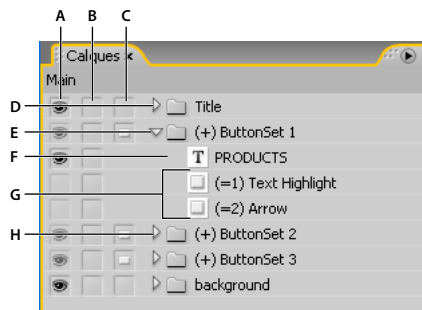 A B C
Calques x
Main
D Title
E (+) ButtonSet 1
F T PRODUCTS
G (=1) Text Highlight
(=2) Arrow
H (+) ButtonSet 2
(+) ButtonSet 3
background